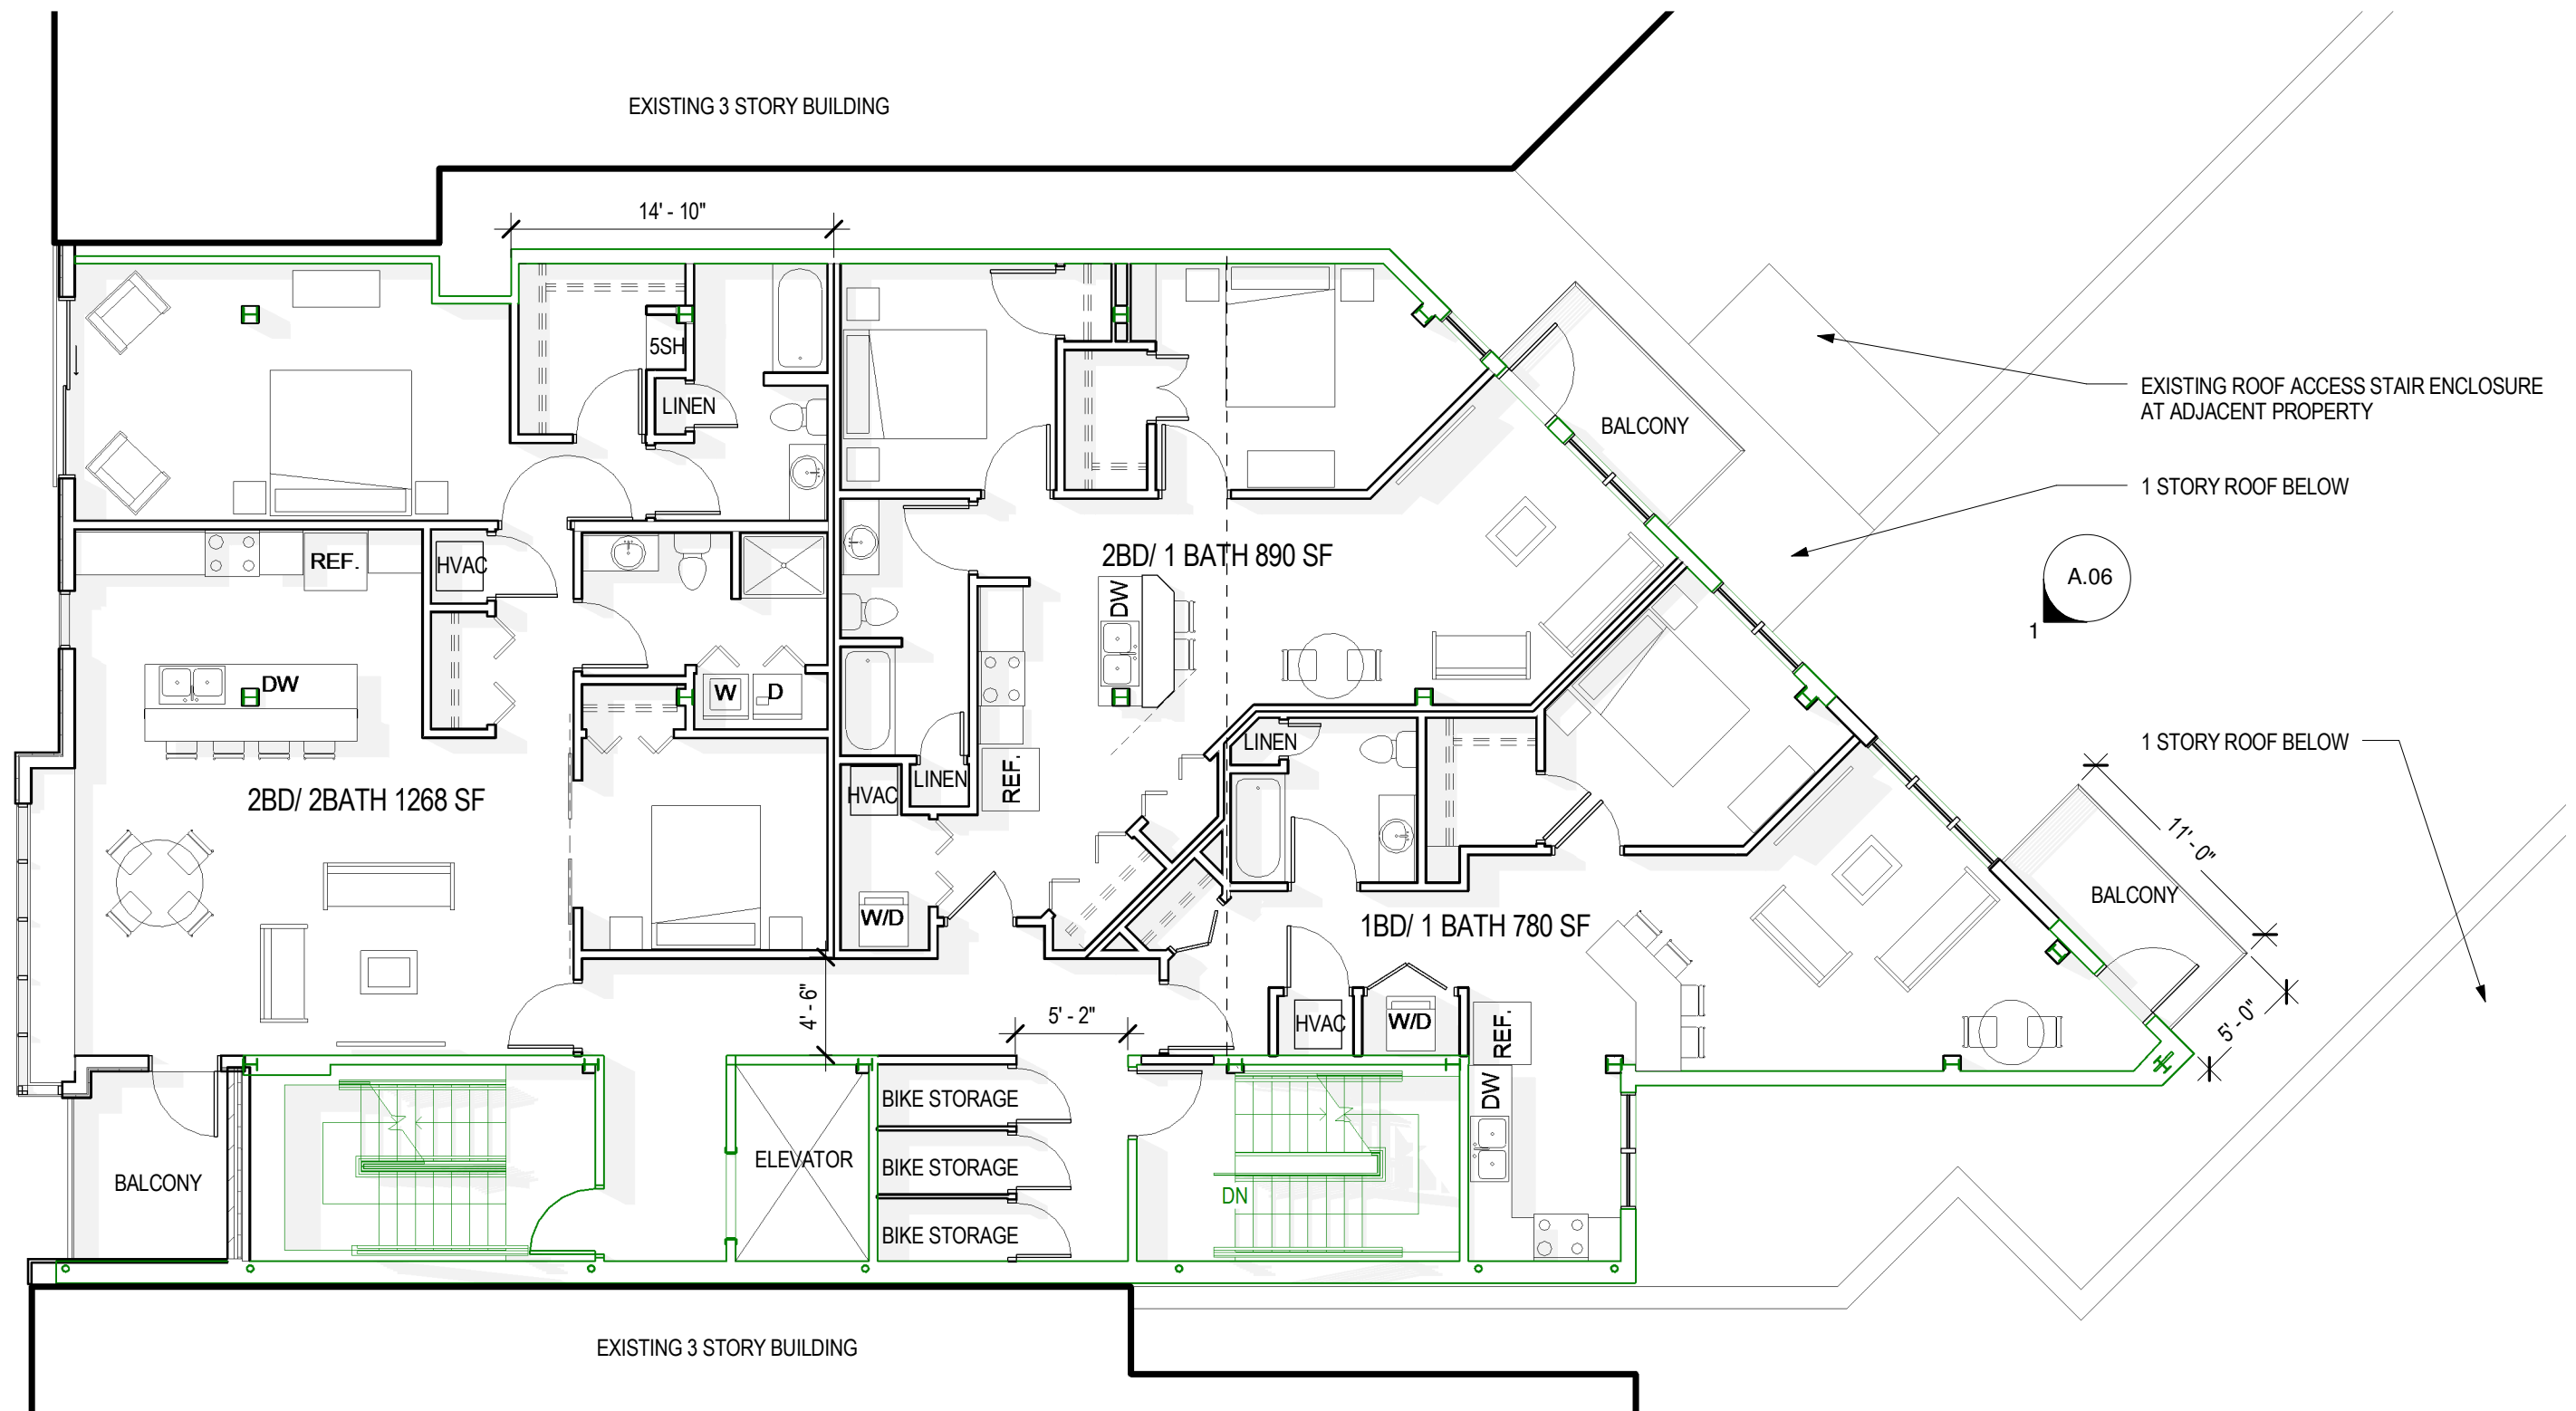 EXISTING 3 STORY BUILDING
14' - 10"
5SH
LINEN
BALCONY
EXISTING ROOF ACCESS STAIR ENCLOSURE
AT ADJACENT PROPERTY
1 STORY ROOF BELOW
REF.
HVAC
2BD/ 1 BATH 890 SF
DW
A.06
1
DW
W
D
LINEN
1 STORY ROOF BELOW
2BD/ 2BATH 1268 SF
HVAC
LINEN
REF.
11' - 0"
BALCONY
W/D
1BD/ 1 BATH 780 SF
4' - 6"
5' - 2"
HVAC
W/D
REF.
5' - 0"
DW
BIKE STORAGE
BIKE STORAGE
BIKE STORAGE
ELEVATOR
BALCONY
DN
EXISTING 3 STORY BUILDING